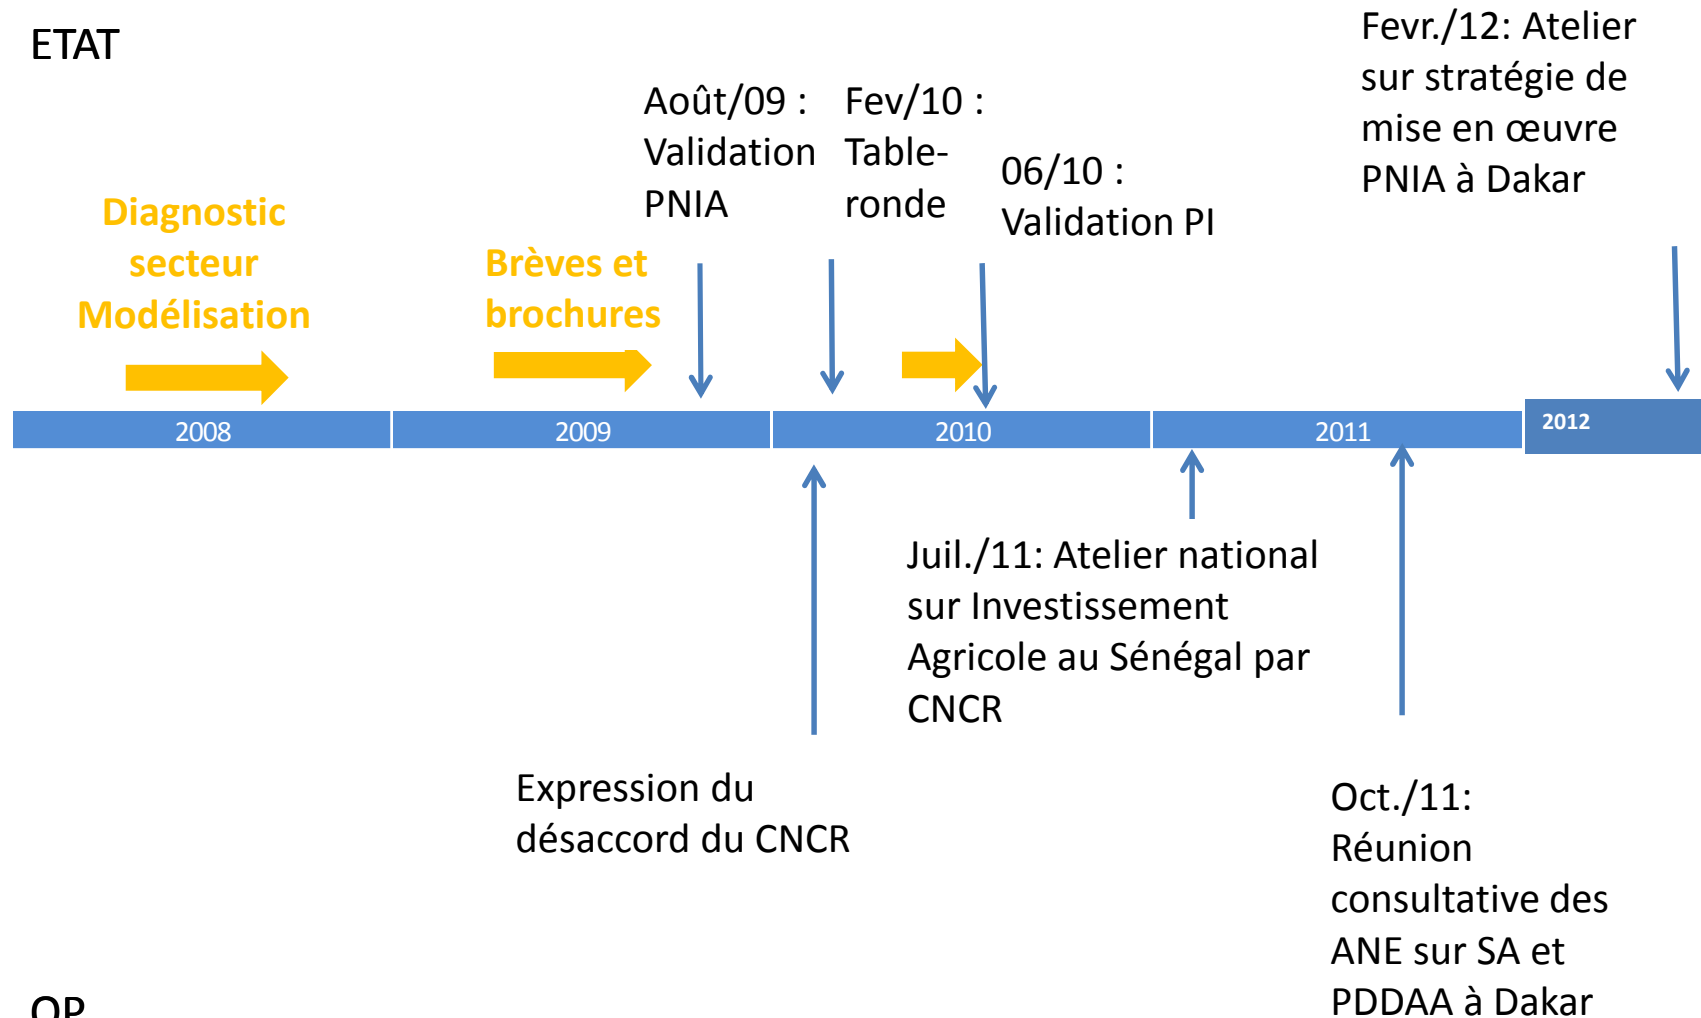 ETAT
Fevr./12: Atelier
sur stratégie de
mise en œuvre
PNIA à Dakar
Août/09 :
Validation
PNIA
Fev/10 :
Table-
ronde
06/10 :
Validation PI
Diagnostic
secteur
Modélisation
Brèves et
brochures
2008
2009
2010
2011
2012
Juil./11: Atelier national
sur Investissement
Agricole au Sénégal par
CNCR
Expression du
désaccord du CNCR
Oct./11:
Réunion
consultative des
ANE sur SA et
PDDAA à Dakar
OP